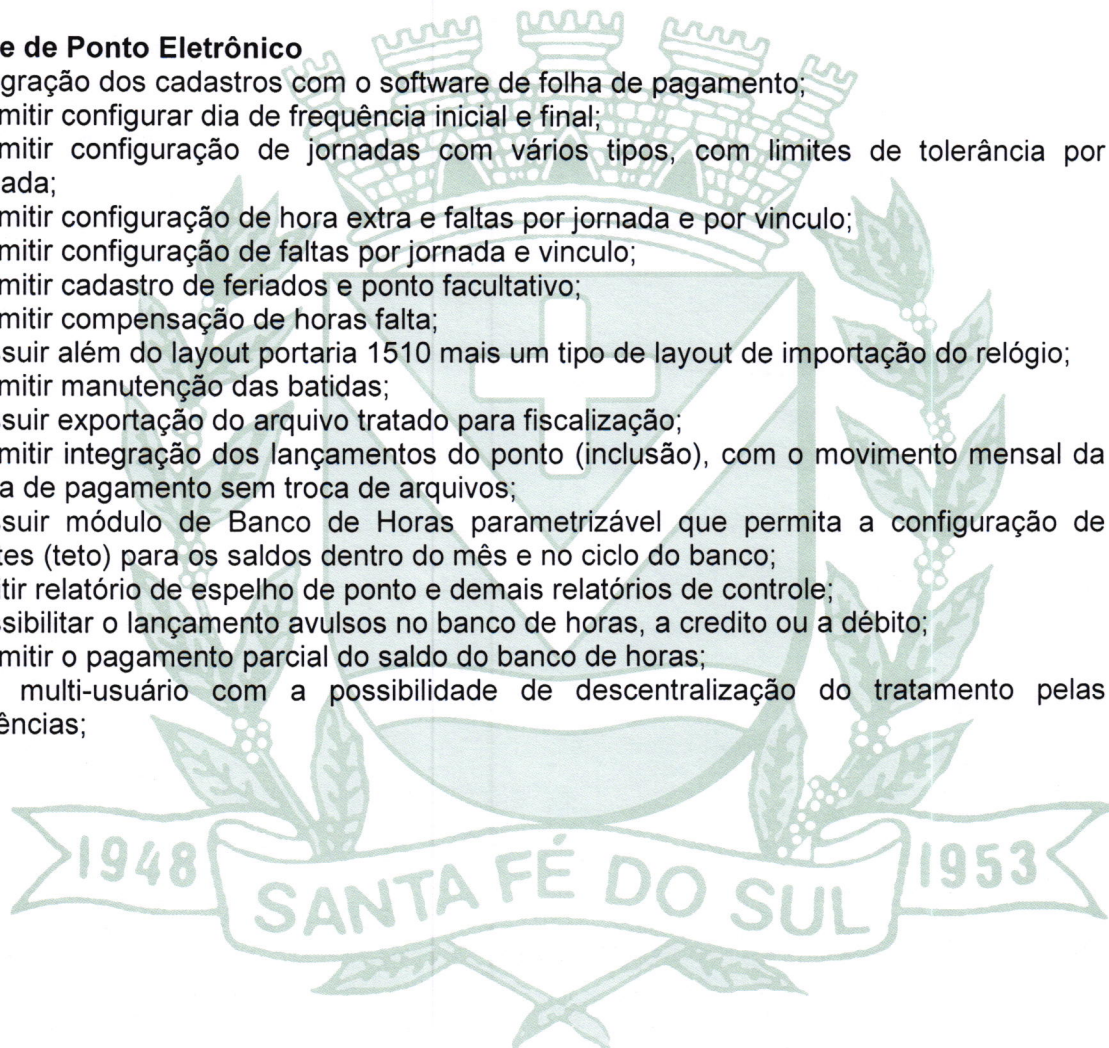 e de Ponto Eletrônico
gração dos cadastros com o software de folha de pagamento;
mitir configurar dia de frequência inicial e final;
mitir configuração de jornadas com vários tipos, com limites de tolerância por
ada;
mitir configuração de hora extra e faltas por jornada e por vinculo;
mitir configuração de faltas por jornada e vinculo;
mitir cadastro de feriados e ponto facultativo;
mitir compensação de horas falta;
ssuir além do layout portaria 1510 mais um tipo de layout de importação do relógio;
mitir manutenção das batidas;
ssuir exportação do arquivo tratado para fiscalização;
mitir integração dos lançamentos do ponto (inclusão), com o movimento mensal da
a de pagamento sem troca de arquivos;
ssuir módulo de Banco de Horas parametrizável que permita a configuração de
tes (teto) para os saldos dentro do mês e no ciclo do banco;
tir relatório de espelho de ponto e demais relatórios de controle;
ssibilitar o lançamento avulsos no banco de horas, a credito ou a débito;
mitir o pagamento parcial do saldo do banco de horas;
multi-usuário com a possibilidade de descentralização do tratamento pelas
ências;
1948 SANTA FÉ DO SUL 1953